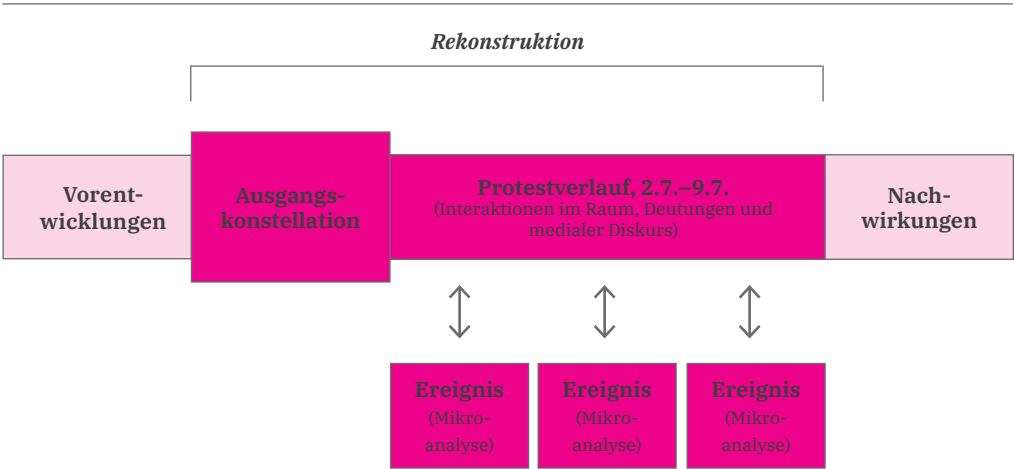 Rekonstruktion
Vorent-
wicklungen
Ausgangs-
konstellation
Protestverlauf, 2.7.–9.7.
(Interaktionen im Raum, Deutungen und
medialer Diskurs)
Nach-
wirkungen
Ereignis
(Mikro-
analyse)
Ereignis
(Mikro-
analyse)
Ereignis
(Mikro-
analyse)